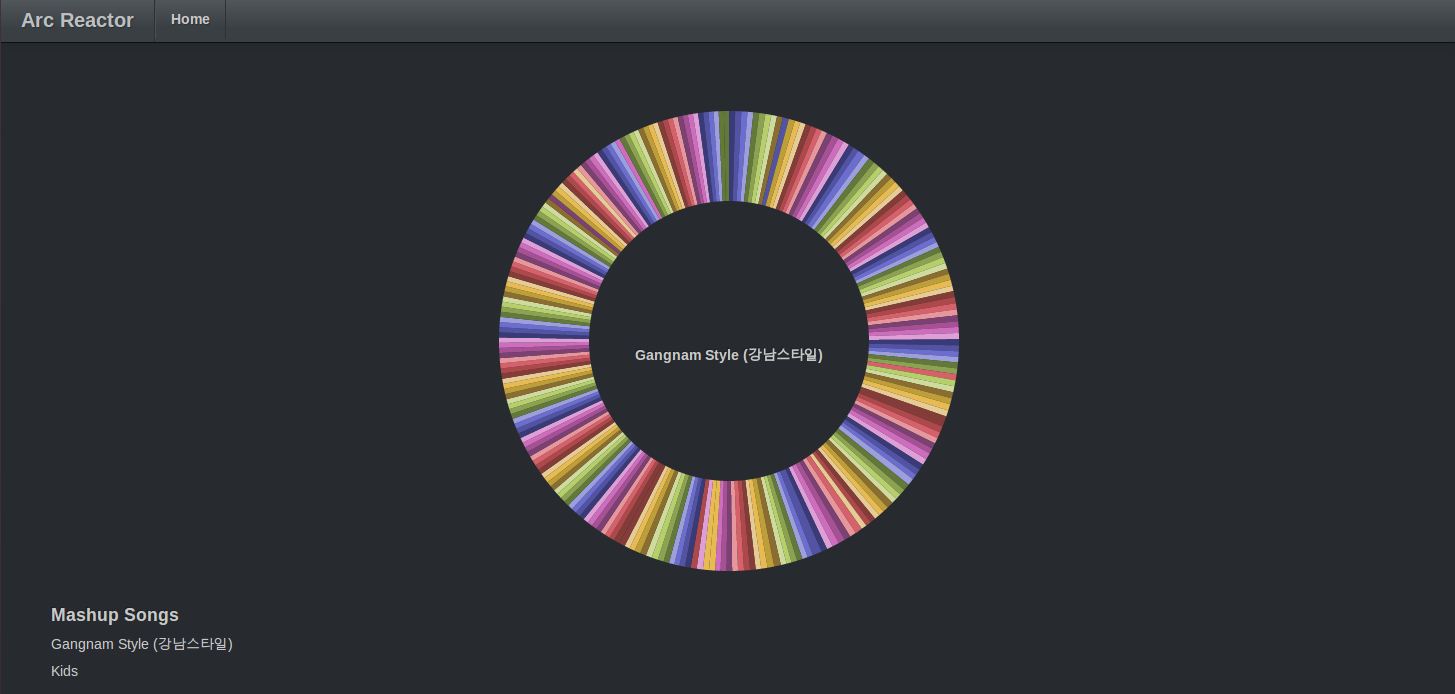 Arc Reactor
Home
Gangnam Style (강남스타일)
Mashup Songs
Gangnam Style (강남스타일)
Kids